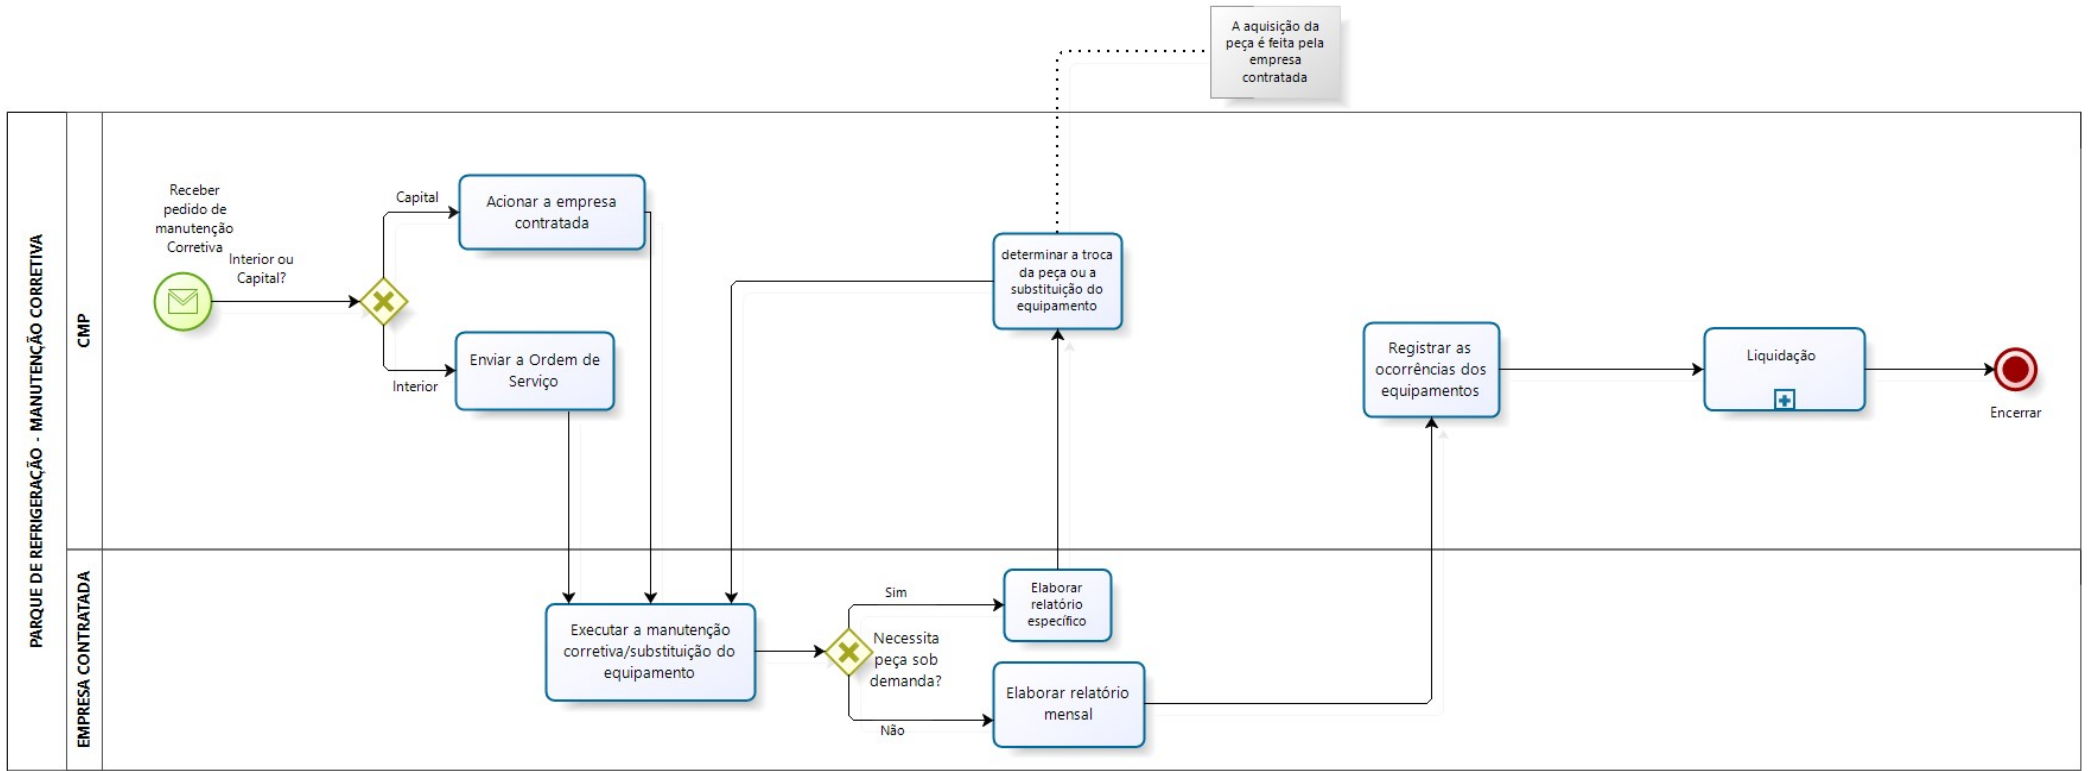 A aquisição da
peça é feita pela
empresa
contratada
PARQUE DE REFRIGERAÇÃO - MANUTENÇÃO CORRETIVA
CMP
Receber
pedido de
manutenção
Corretiva
Interior ou
Capital?
Capital
Interior
Acionar a empresa
contratada
Enviar a Ordem de
Serviço
determinar a troca
da peça ou a
substituição do
equipamento
Registrar as
ocorrências dos
equipamentos
Liquidação
Encerrar
EMPRESA CONTRATADA
Executar a manutenção
corretiva/substituição do
equipamento
Necessita
peça sob
demanda?
Sim
Não
Elaborar
relatório
específico
Elaborar relatório
mensal